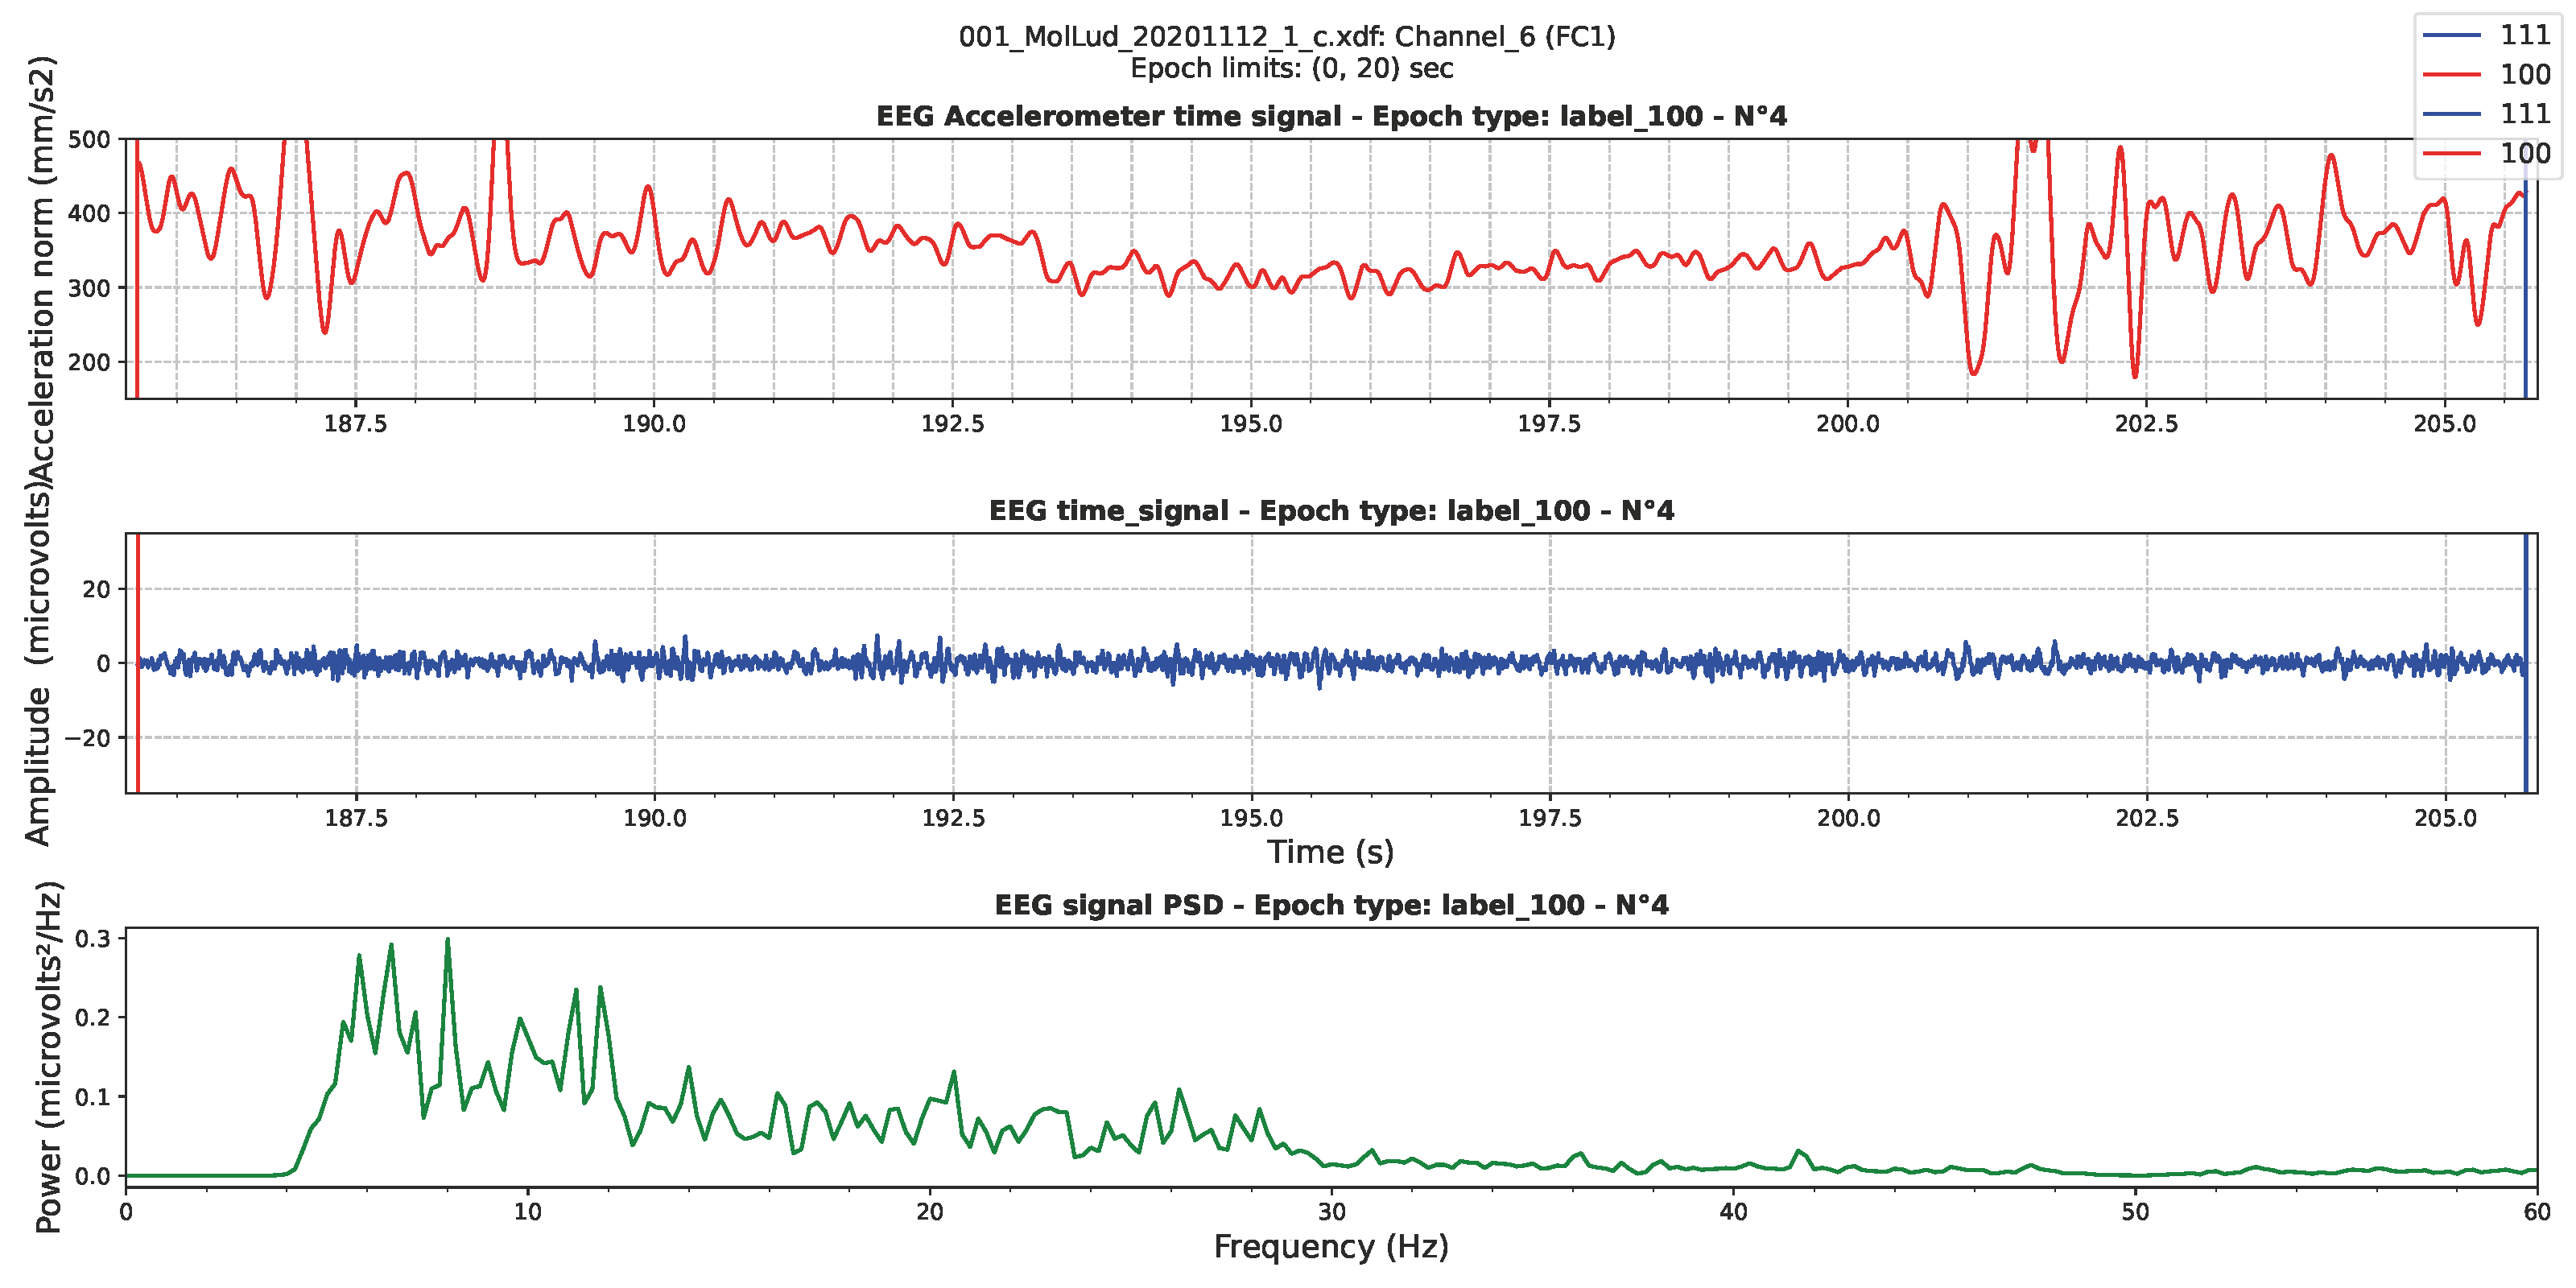 001_MolLud_20201112_1_c.xdf: Channel_6 (FC1)
Epoch limits: (0, 20) sec
111
100
111
100
EEG Accelerometer time signal - Epoch type: label_100 - N°4
Acceleration norm (mm/s2)
500
400
300
200
187.5 190.0 192.5 195.0 197.5 200.0 202.5 205.0
EEG time_signal - Epoch type: label_100 - N°4
Amplitude (microvolts)
20
0
−20
187.5 190.0 192.5 195.0 197.5 200.0 202.5 205.0
Time (s)
EEG signal PSD - Epoch type: label_100 - N°4
Power (microvolts²/Hz)
0.3
0.2
0.1
0.0
0 10 20 30 40 50 60
Frequency (Hz)